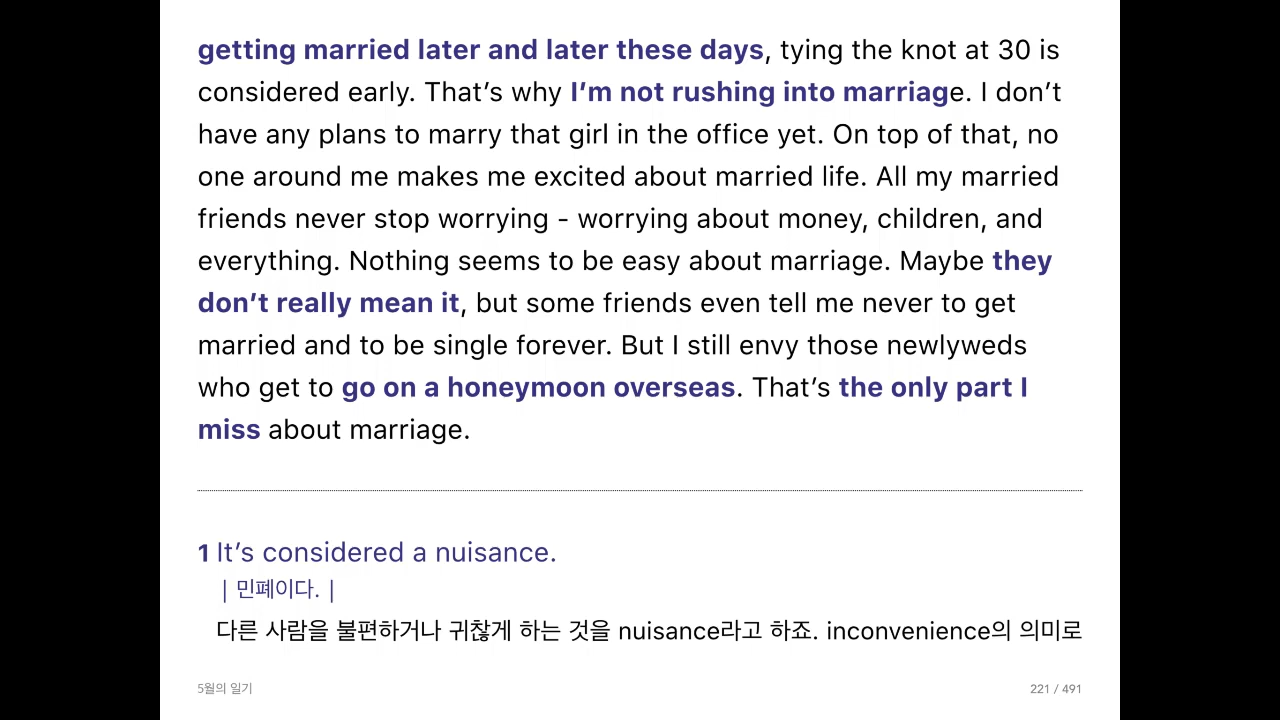 getting married later and later these days, tying the knot at 30 is
considered early. That’s why I’m not rushing into marriage. I don’t
have any plans to marry that girl in the office yet. On top of that, no
one around me makes me excited about married life. All my married
friends never stop worrying – worrying about money, children, and
everything. Nothing seems to be easy about marriage. Maybe they
don’t really mean it, but some friends even tell me never to get
married and to be single forever. But I still envy those newlyweds
who get to go on a honeymoon overseas. That’s the only part I
miss about marriage.
1 It’s considered a nuisance.
| 민폐이다. |
다른 사람을 불편하거나 귀찮게 하는 것을 nuisance라고 하죠. inconvenience의 의미로
5월의 일기
221 / 491